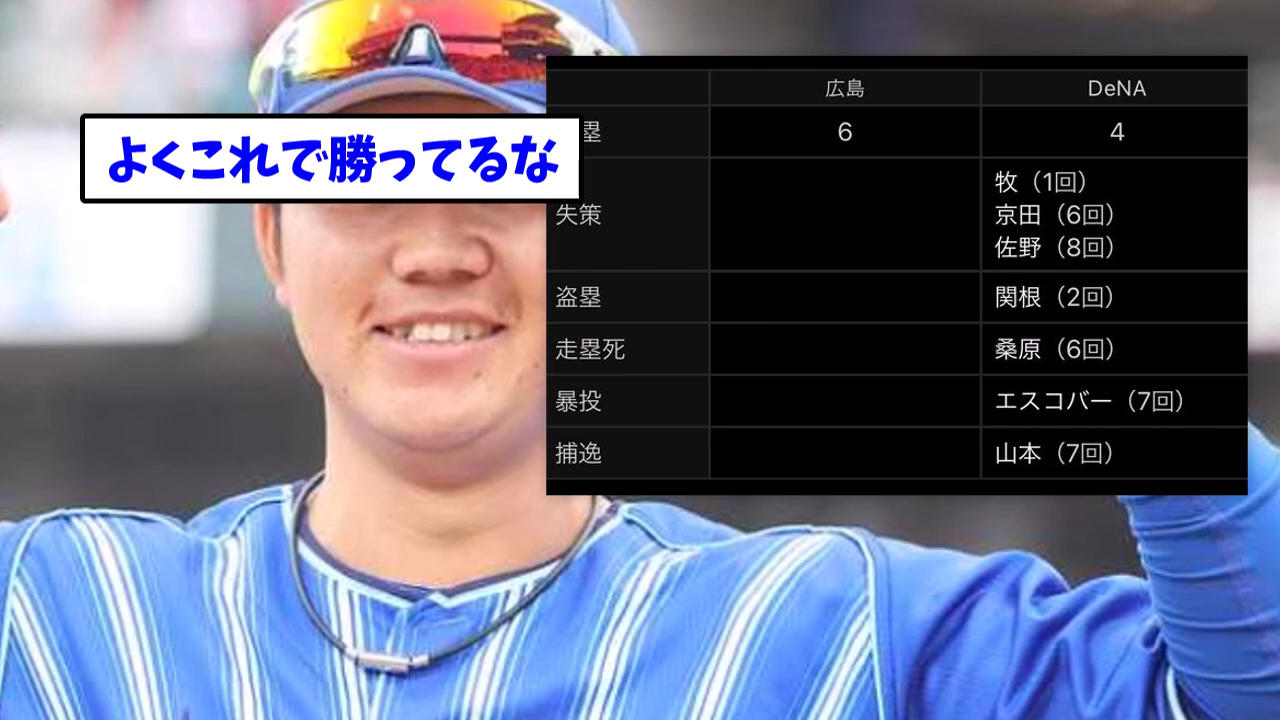 よくこれで勝ってるな
広島 DeNA
塁 6 4
失策 牧（1回）
京田（6回）
佐野（8回）
盗塁 関根（2回）
走塁死 桑原（6回）
暴投 エスコバー（7回）
捕逸 山本（7回）